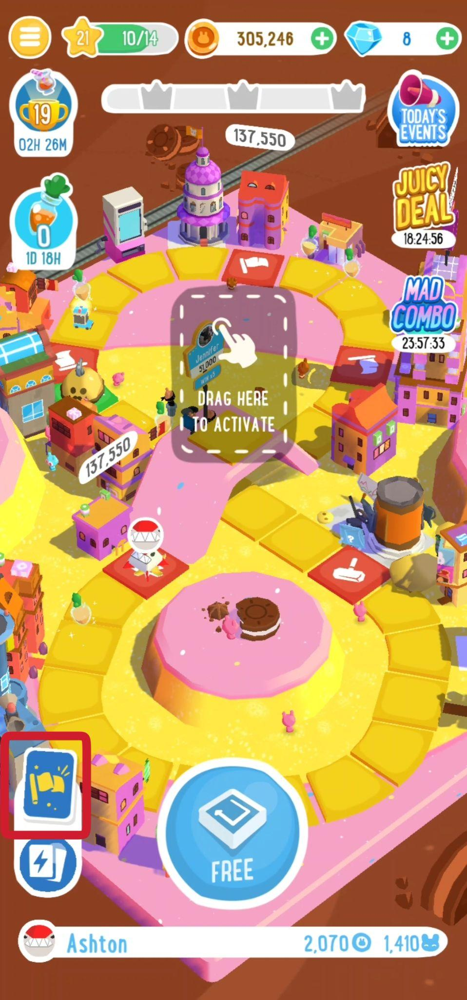 21
10/14
305,246
8
19
02H 26M
TODAY'S
EVENTS
137,550
JUICY
DEAL
18:24:56
0
1D 18H
MAD
COMBO
23:57:33
Jennifer
51,000
WIN x5
DRAG HERE
TO ACTIVATE
137,550
?
FREE
Ashton
2,070
1,410